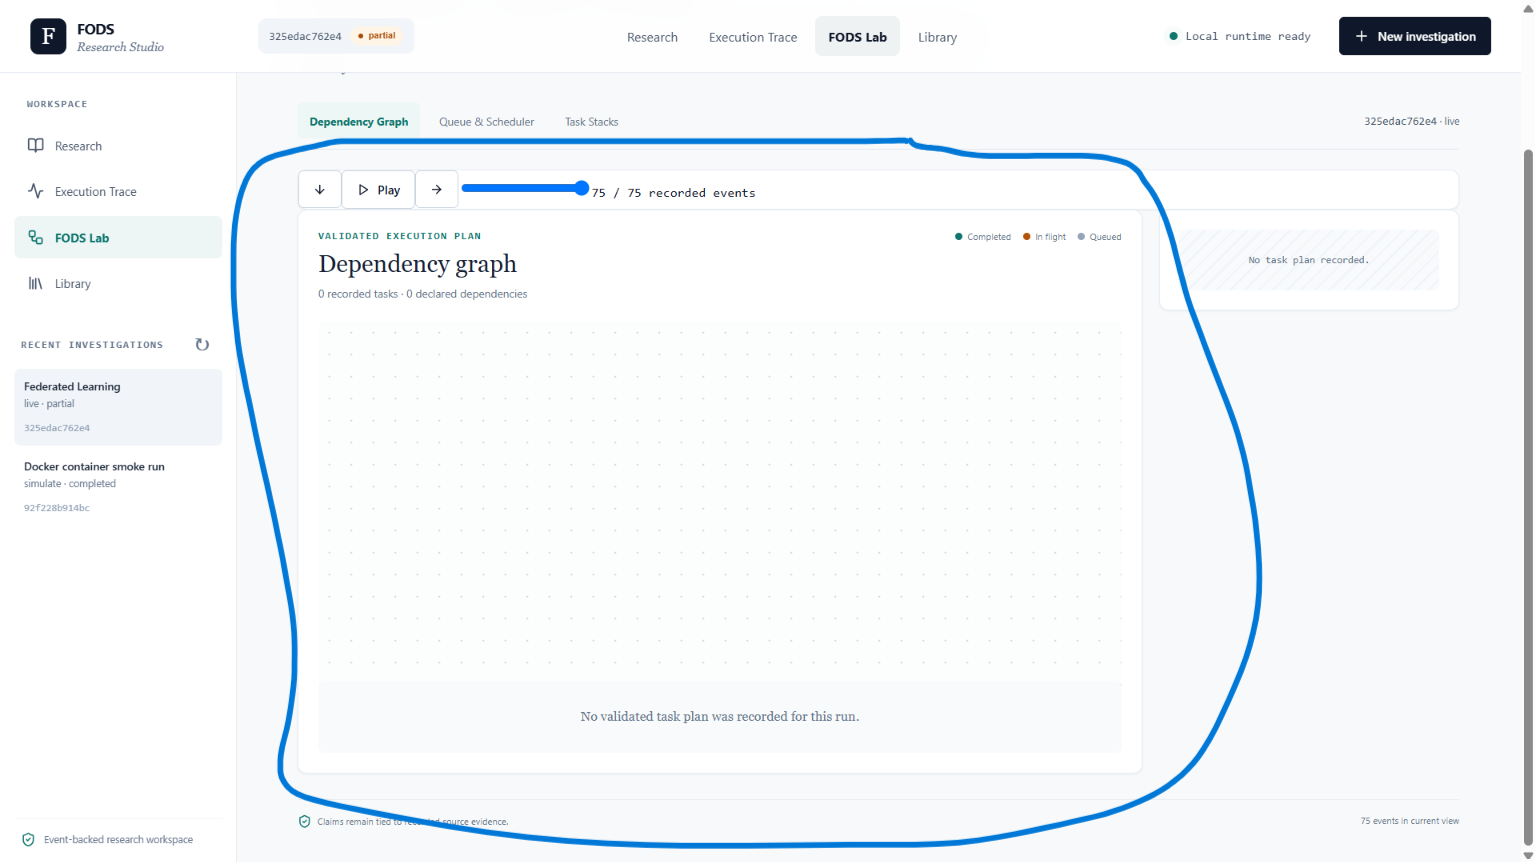 F
FODS
Research Studio
325edac762e4
partial
Research
Execution Trace
FODS Lab
Library
Local runtime ready
+ New investigation
WORKSPACE
Research
Execution Trace
FODS Lab
Library
RECENT INVESTIGATIONS
Federated Learning
live · partial
325edac762e4
Docker container smoke run
simulate · completed
92f228b914bc
Event-backed research workspace
Dependency Graph
Queue & Scheduler
Task Stacks
325edac762e4 · live
Play
75 / 75 recorded events
VALIDATED EXECUTION PLAN
Completed
In flight
Queued
Dependency graph
0 recorded tasks · 0 declared dependencies
No validated task plan was recorded for this run.
No task plan recorded.
Claims remain tied to recorded source evidence.
75 events in current view